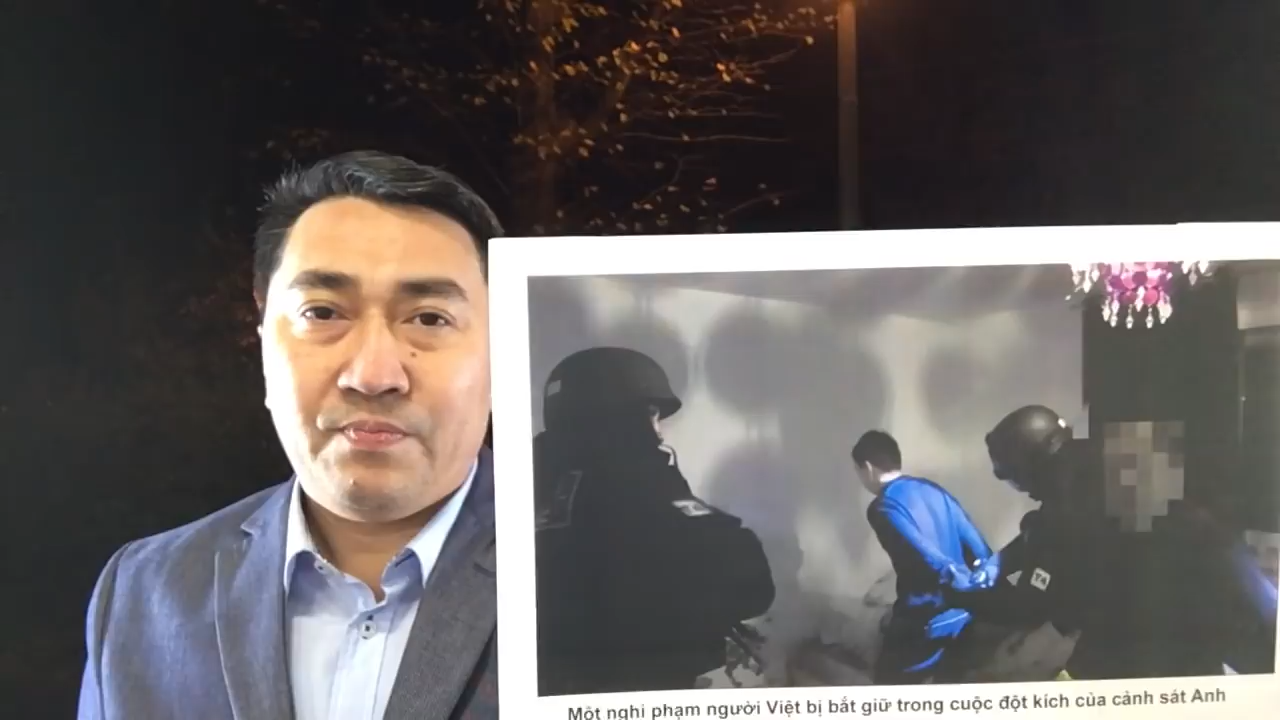 Một nghi phạm người Việt bị bắt giữ trong cuộc đột kích của cảnh sát Anh